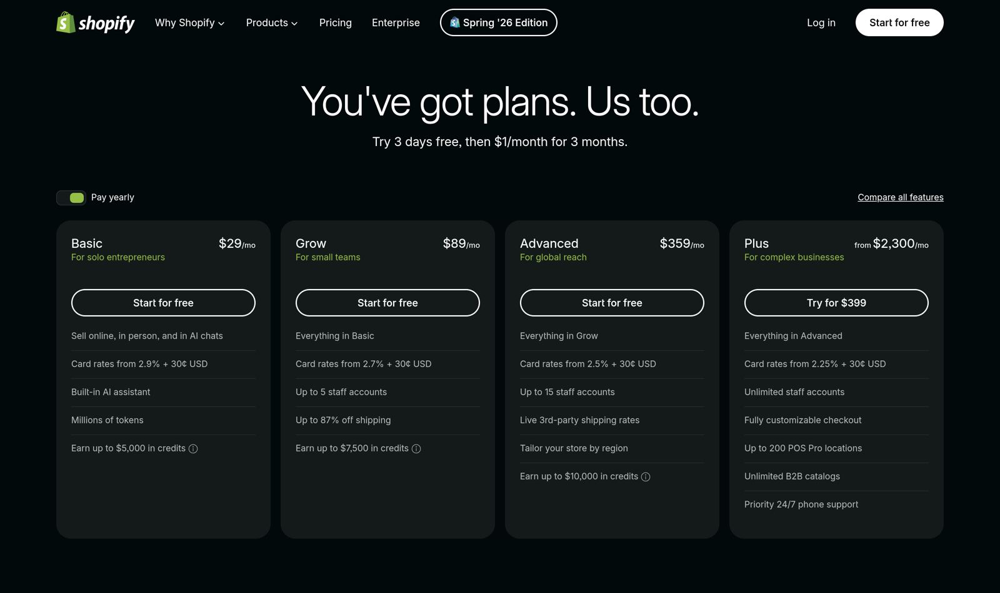 shopify
Why Shopify
Products
Pricing
Enterprise
Spring '26 Edition
Log in
Start for free
You've got plans. Us too.
Try 3 days free, then $1/month for 3 months.
Pay yearly
Compare all features
Basic
$29/mo
For solo entrepreneurs
Start for free
Sell online, in person, and in AI chats
Card rates from 2.9% + 30¢ USD
Built-in AI assistant
Millions of tokens
Earn up to $5,000 in credits
Grow
$89/mo
For small teams
Start for free
Everything in Basic
Card rates from 2.7% + 30¢ USD
Up to 5 staff accounts
Up to 87% off shipping
Earn up to $7,500 in credits
Advanced
$359/mo
For global reach
Start for free
Everything in Grow
Card rates from 2.5% + 30¢ USD
Up to 15 staff accounts
Live 3rd-party shipping rates
Tailor your store by region
Earn up to $10,000 in credits
Plus
from $2,300/mo
For complex businesses
Try for $399
Everything in Advanced
Card rates from 2.25% + 30¢ USD
Unlimited staff accounts
Fully customizable checkout
Up to 200 POS Pro locations
Unlimited B2B catalogs
Priority 24/7 phone support